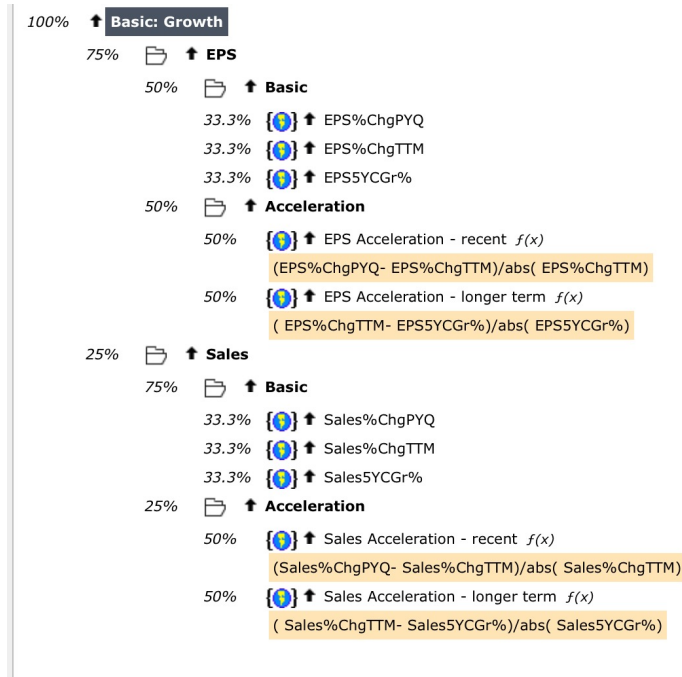 100% Basic: Growth
75% EPS
50% Basic
33.3% { } EPS%ChgPYQ
33.3% { } EPS%ChgTTM
33.3% { } EPS5YCGr%
50% Acceleration
50% { } EPS Acceleration - recent f(x)
(EPS%ChgPYQ- EPS%ChgTTM)/abs( EPS%ChgTTM)
50% { } EPS Acceleration - longer term f(x)
( EPS%ChgTTM- EPS5YCGr%)/abs( EPS5YCGr%)
25% Sales
75% Basic
33.3% { } Sales%ChgPYQ
33.3% { } Sales%ChgTTM
33.3% { } Sales5YCGr%
25% Acceleration
50% { } Sales Acceleration - recent f(x)
(Sales%ChgPYQ- Sales%ChgTTM)/abs( Sales%ChgTTM)
50% { } Sales Acceleration - longer term f(x)
( Sales%ChgTTM- Sales5YCGr%)/abs( Sales5YCGr%)